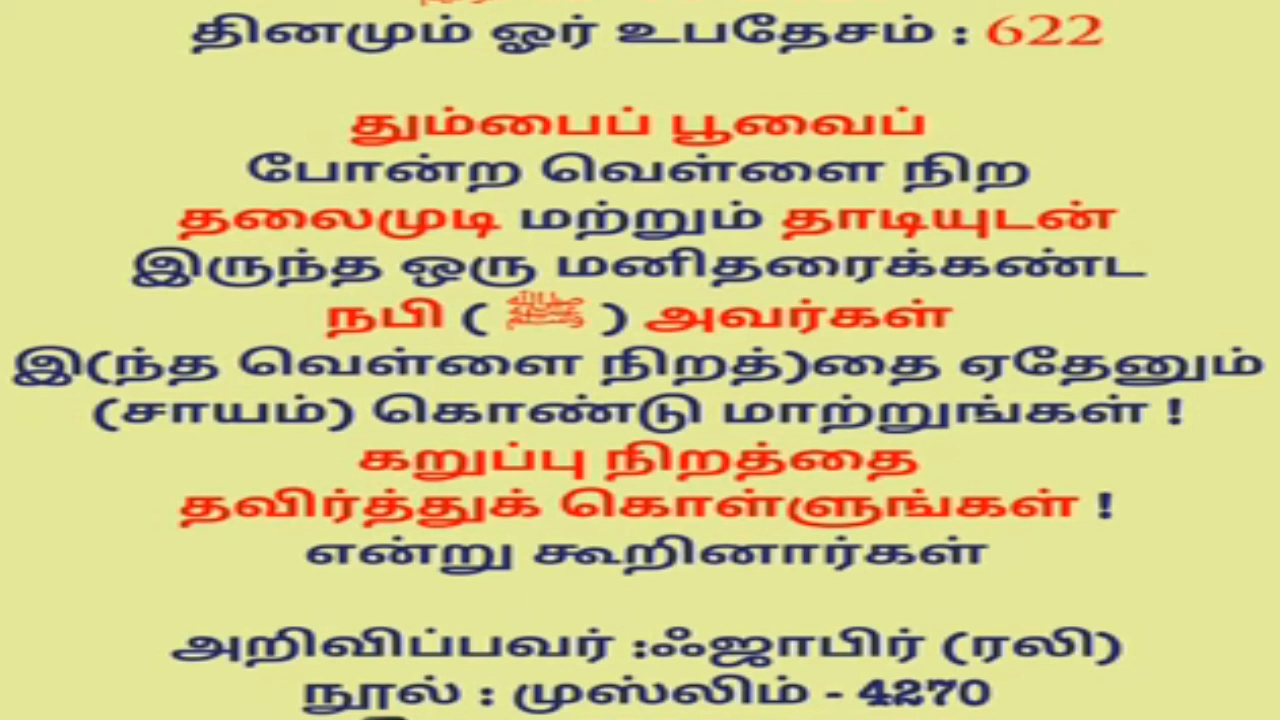 தினமும் ஓர் உபதேசம் : 622
தும்பைப் பூவைப்
போன்ற வெள்ளை நிற
தலைமுடி மற்றும் தாடியுடன்
இருந்த ஒரு மனிதரைக்கண்ட
நபி ( ﷺ ) அவர்கள்
இ(ந்த வெள்ளை நிறத்)தை ஏதேனும்
(சாயம்) கொண்டு மாற்றுங்கள் !
கறுப்பு நிறத்தை
தவிர்த்துக் கொள்ளுங்கள் !
என்று கூறினார்கள்
அறிவிப்பவர் :ஃஜாபிர் (ரலி)
நூல் : முஸ்லிம் - 4270